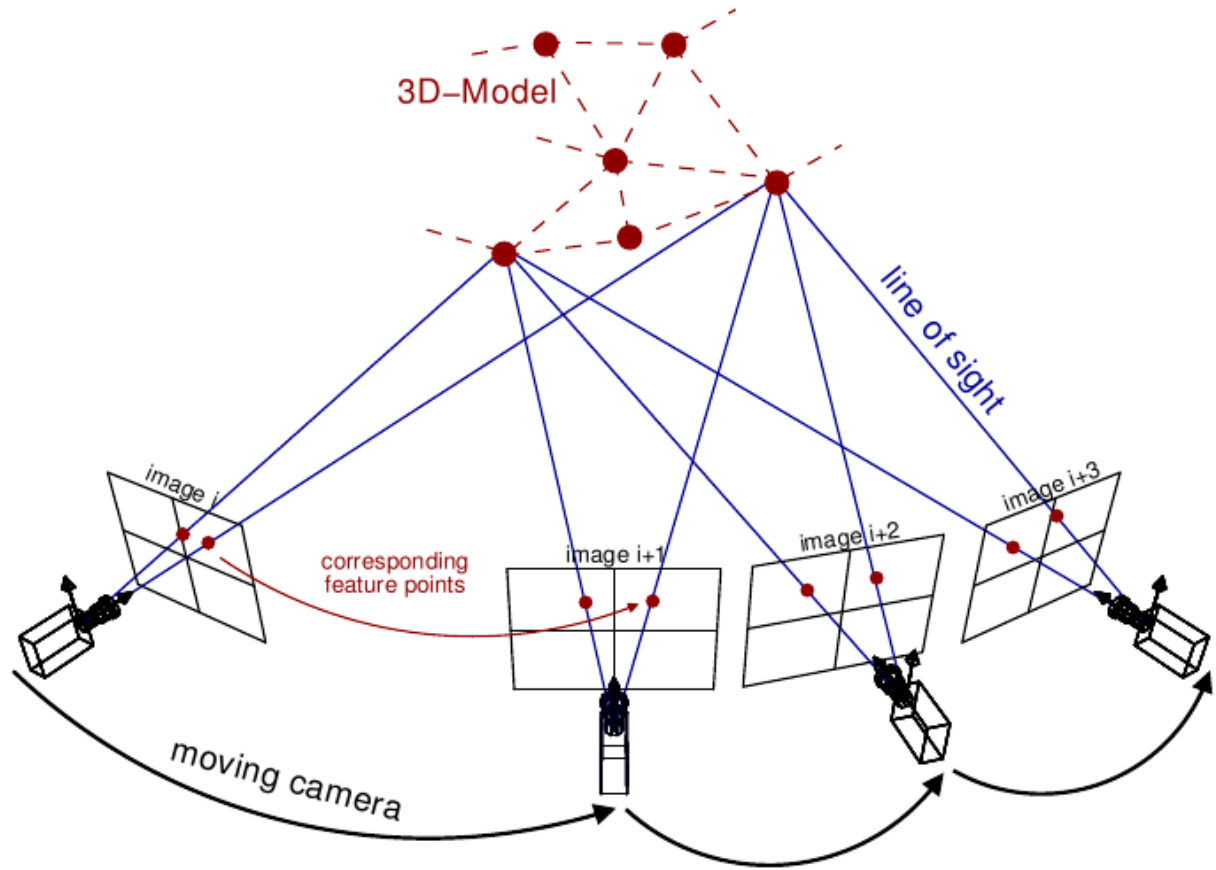 3D–Model
line of sight
image i
image i+1
image i+2
image i+3
corresponding
feature points
moving camera